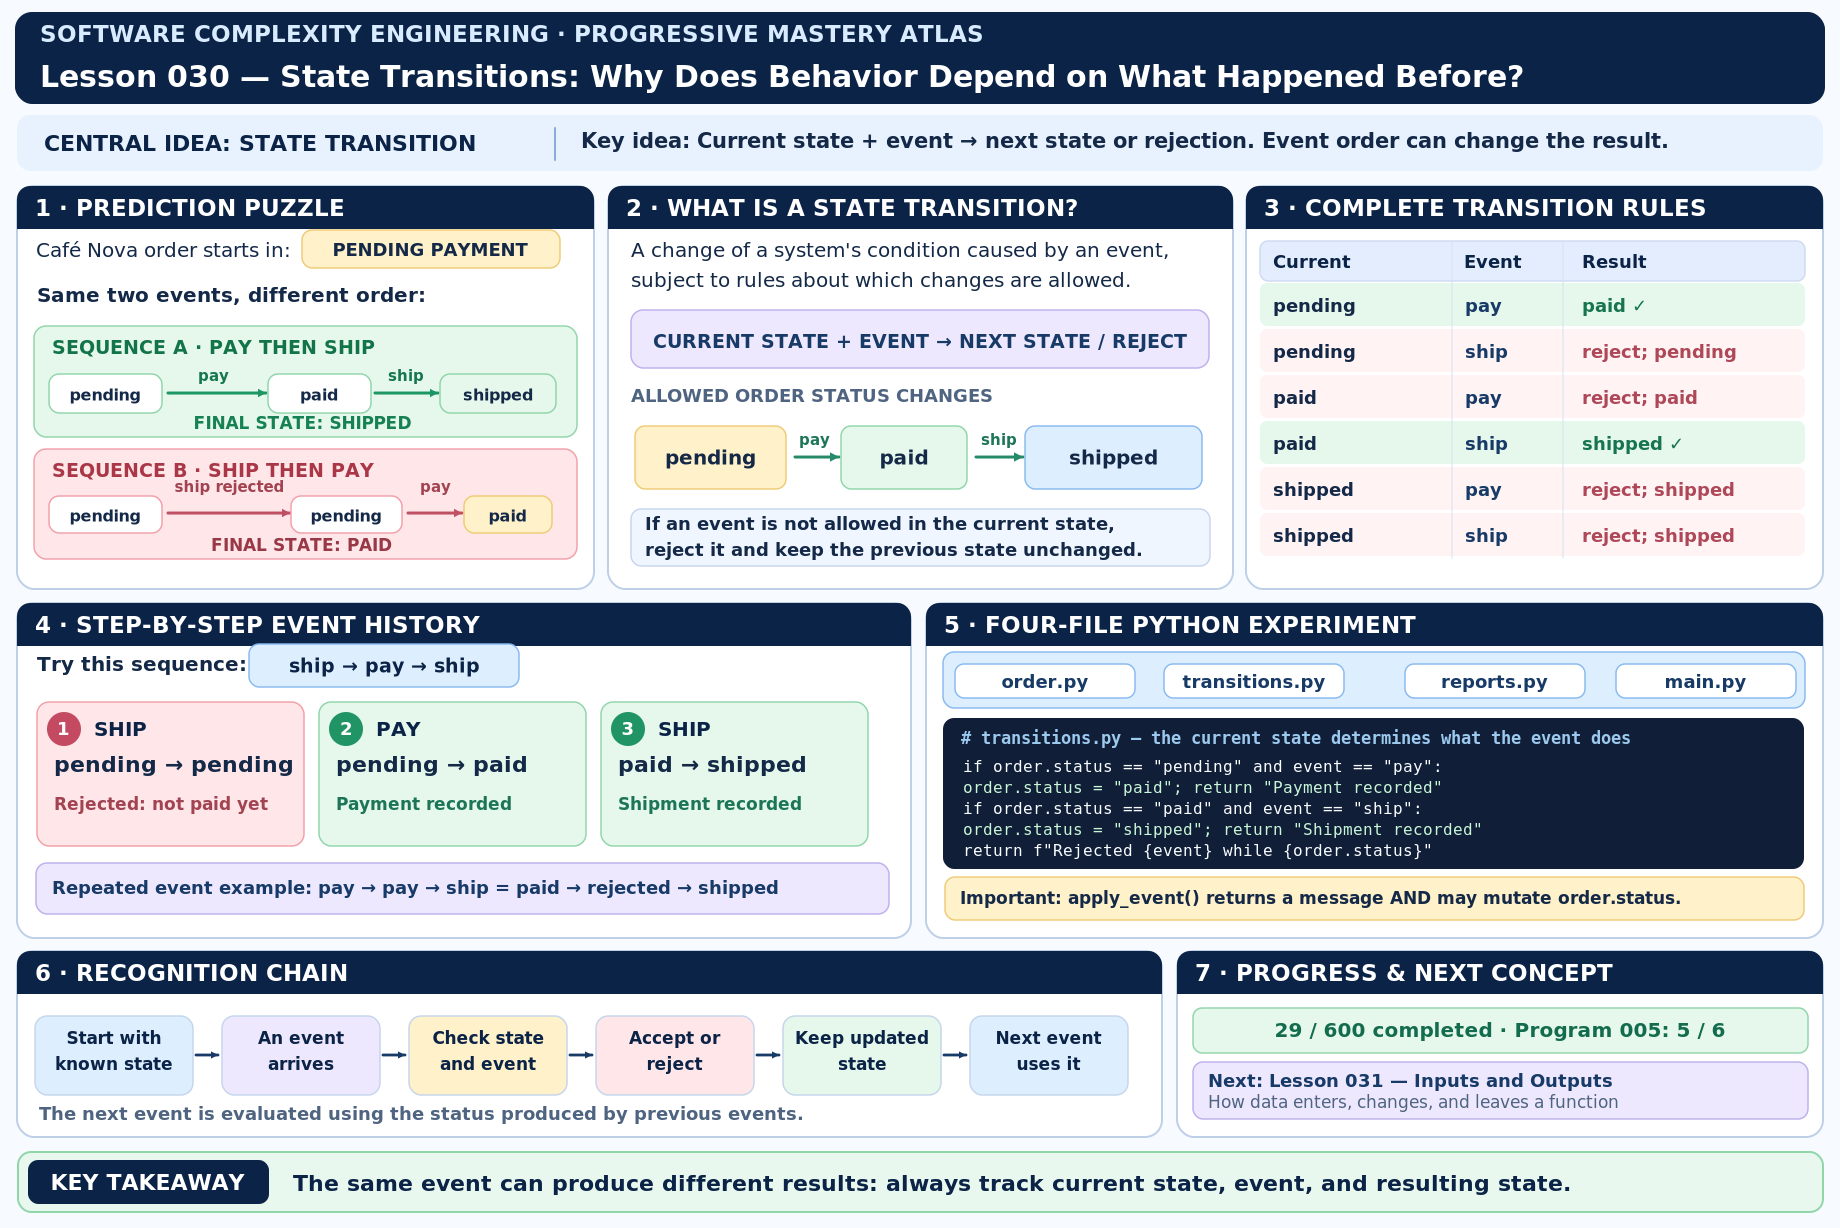 SOFTWARE COMPLEXITY ENGINEERING · PROGRESSIVE MASTERY ATLAS
Lesson 030 — State Transitions: Why Does Behavior Depend on What Happened Before?
CENTRAL IDEA: STATE TRANSITION
Key idea: Current state + event → next state or rejection. Event order can change the result.
1 · PREDICTION PUZZLE
Café Nova order starts in: PENDING PAYMENT
Same two events, different order:
SEQUENCE A · PAY THEN SHIP
pay ship
pending paid shipped
FINAL STATE: SHIPPED
SEQUENCE B · SHIP THEN PAY
ship rejected pay
pending pending paid
FINAL STATE: PAID
2 · WHAT IS A STATE TRANSITION?
A change of a system's condition caused by an event,
subject to rules about which changes are allowed.
CURRENT STATE + EVENT → NEXT STATE / REJECT
ALLOWED ORDER STATUS CHANGES
pay ship
pending paid shipped
If an event is not allowed in the current state,
reject it and keep the previous state unchanged.
3 · COMPLETE TRANSITION RULES
Current Event Result
pending pay paid ✓
pending ship reject; pending
paid pay reject; paid
paid ship shipped ✓
shipped pay reject; shipped
shipped ship reject; shipped
4 · STEP-BY-STEP EVENT HISTORY
Try this sequence: ship → pay → ship
1 SHIP
pending → pending
Rejected: not paid yet
2 PAY
pending → paid
Payment recorded
3 SHIP
paid → shipped
Shipment recorded
Repeated event example: pay → pay → ship = paid → rejected → shipped
5 · FOUR-FILE PYTHON EXPERIMENT
order.py transitions.py reports.py main.py
# transitions.py — the current state determines what the event does
if order.status == "pending" and event == "pay":
order.status = "paid"; return "Payment recorded"
if order.status == "paid" and event == "ship":
order.status = "shipped"; return "Shipment recorded"
return f"Rejected {event} while {order.status}"
Important: apply_event() returns a message AND may mutate order.status.
6 · RECOGNITION CHAIN
Start with
known state
An event
arrives
Check state
and event
Accept or
reject
Keep updated
state
Next event
uses it
The next event is evaluated using the status produced by previous events.
7 · PROGRESS & NEXT CONCEPT
29 / 600 completed · Program 005: 5 / 6
Next: Lesson 031 — Inputs and Outputs
How data enters, changes, and leaves a function
KEY TAKEAWAY
The same event can produce different results: always track current state, event, and resulting state.